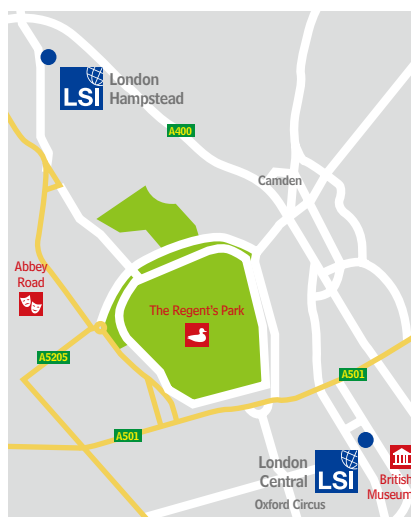 LSI
London
Hampstead
A400
Camden
Abbey
Road
The Regent's Park
A5205
A501
A501
London
Central
LSI
British
Museum
Oxford Circus